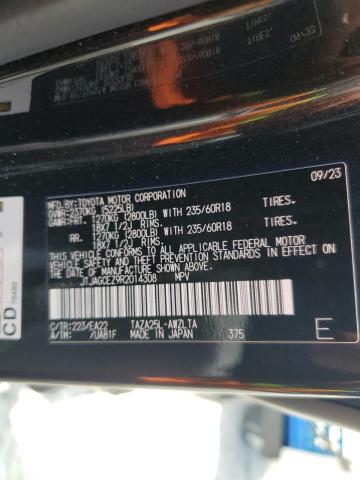 09/23
MFD.BY:TOYOTA MOTOR CORPORATION
GVWR:2370KG (5225LB)
GAWR:FRT. 1270KG (2800LB) WITH 235/60R18 TIRES.
18X7 1/2J
RR. 1270KG (2800LB) WITH 235/60R18 TIRES.
18X7 1/2J
THIS VEHICLE CONFORMS TO ALL APPLICABLE FEDERAL MOTOR
VEHICLE SAFETY, BUMPER, AND THEFT PREVENTION STANDARDS IN EFFECT
ON THE DATE OF MANUFACTURE SHOWN ABOVE.
JTJAGCEZ9R2014308 MPV
C/TR:223/EA22 TAZA25L-AWZLTA
A/TM: /UA81F MADE IN JAPAN 375
E
CD
78480